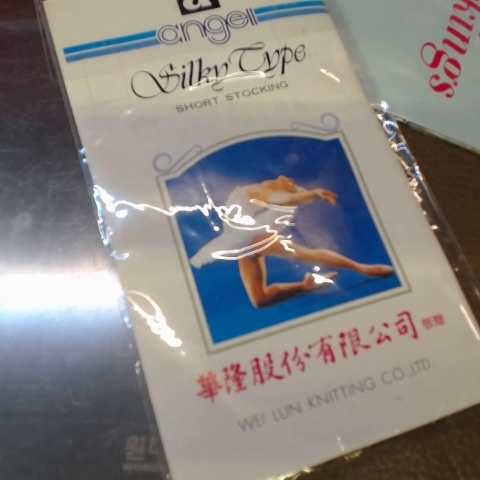 a
angel
Silky Type
SHORT STOCKING
華隆股份有限公司
WEI LUN KNITTING CO.,LTD.